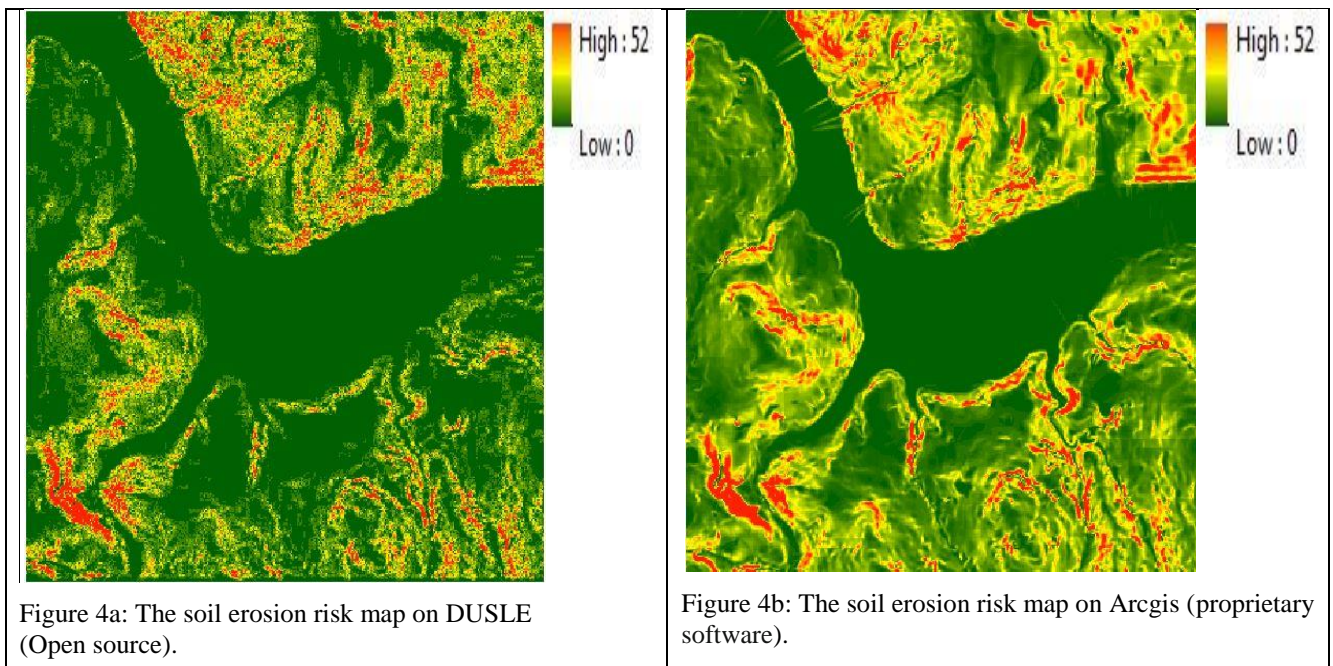 High : 52
Low : 0
Figure 4a: The soil erosion risk map on DUSLE
(Open source).
High : 52
Low : 0
Figure 4b: The soil erosion risk map on Arcgis (proprietary
software).